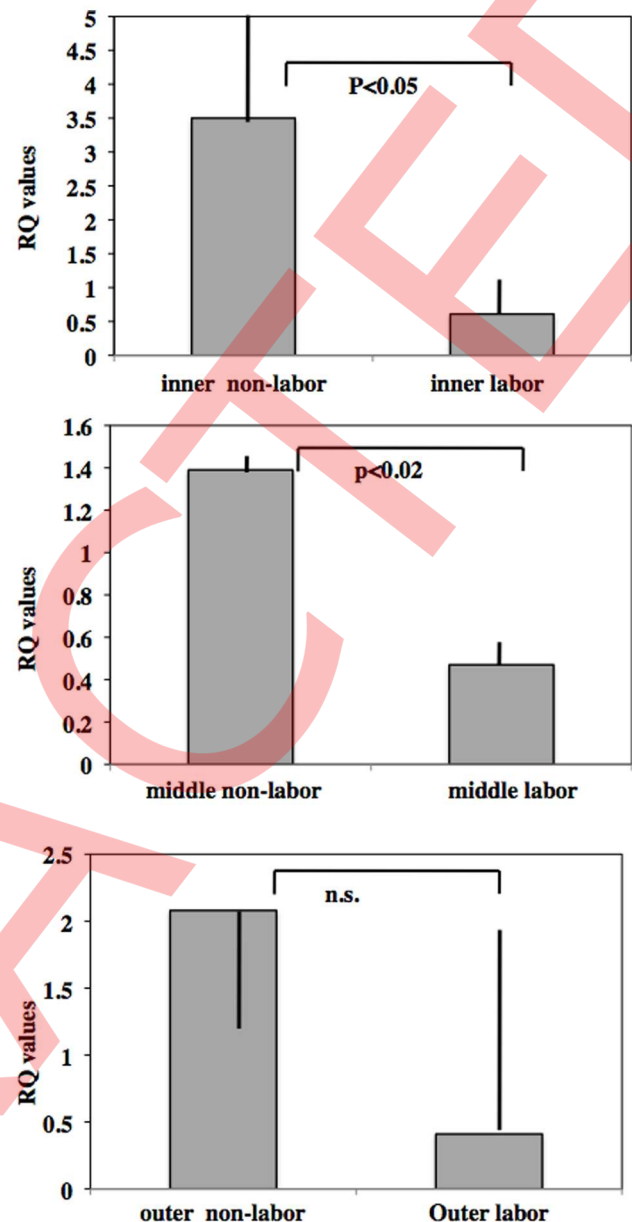 5
4.5
4
3.5
3
2.5
2
1.5
1
0.5
0
RQ values
P<0.05
inner non-labor inner labor
1.6
1.4
1.2
1
0.8
0.6
0.4
0.2
0
RQ values
p<0.02
middle non-labor middle labor
2.5
2
1.5
1
0.5
0
RQ values
n.s.
outer non-labor Outer labor